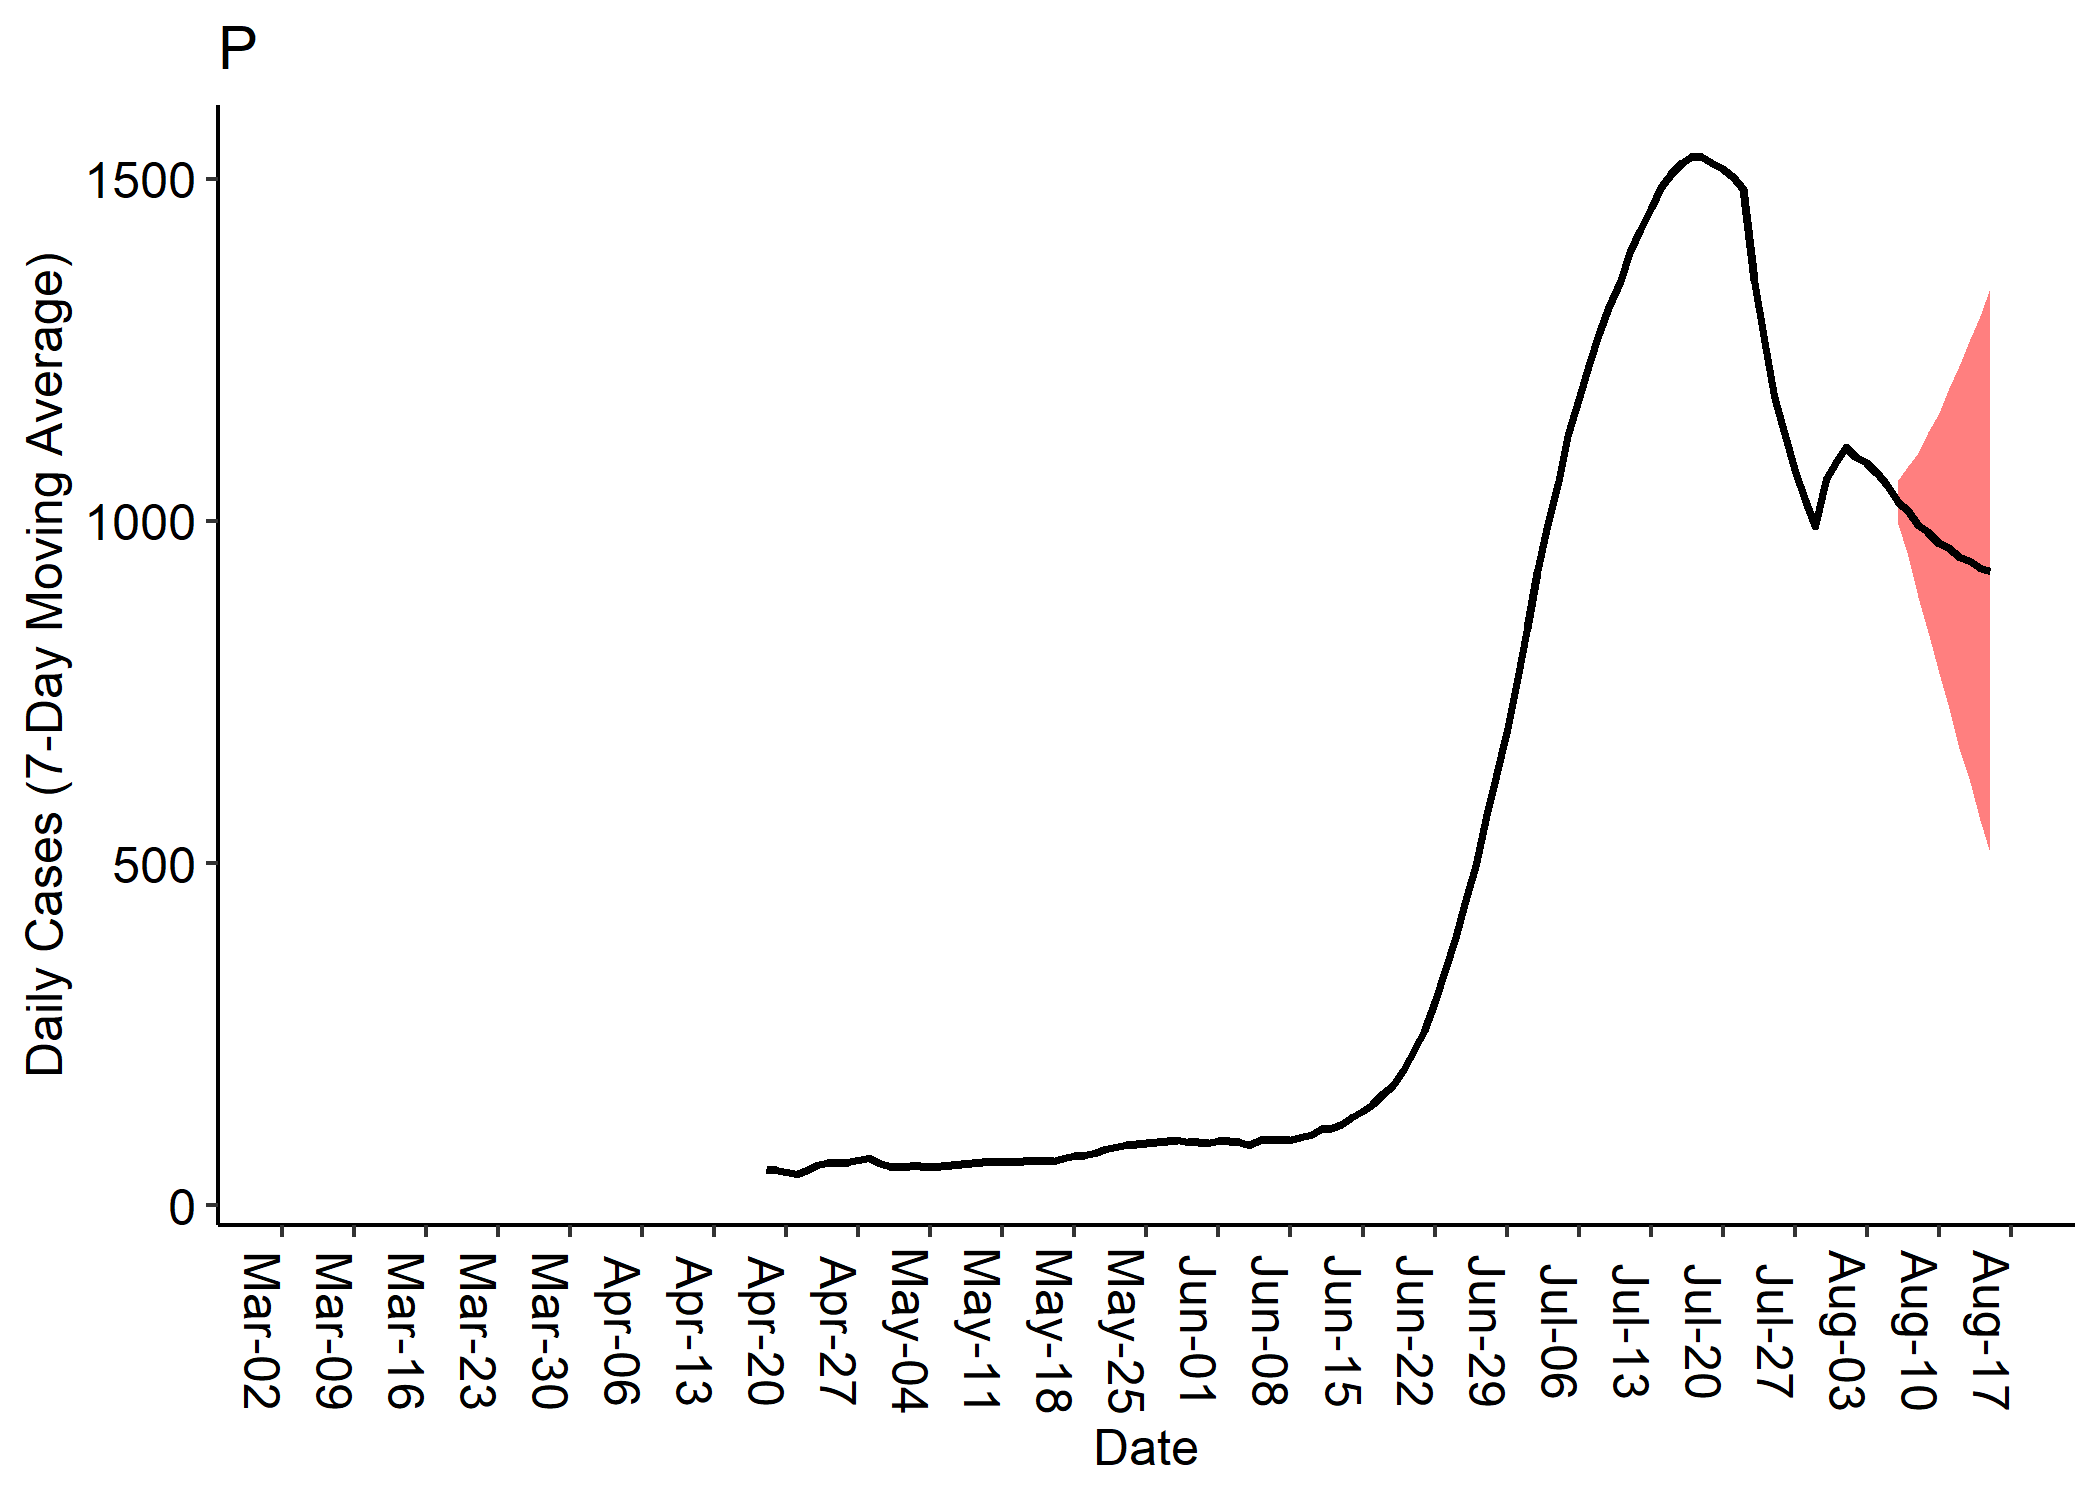 P
Daily Cases (7-Day Moving Average)
1500
1000
500
0
Mar-02
Mar-09
Mar-16
Mar-23
Mar-30
Apr-06
Apr-13
Apr-20
Apr-27
May-04
May-11
May-18
May-25
Jun-01
Jun-08
Jun-15
Jun-22
Jun-29
Jul-06
Jul-13
Jul-20
Jul-27
Aug-03
Aug-10
Aug-17
Date